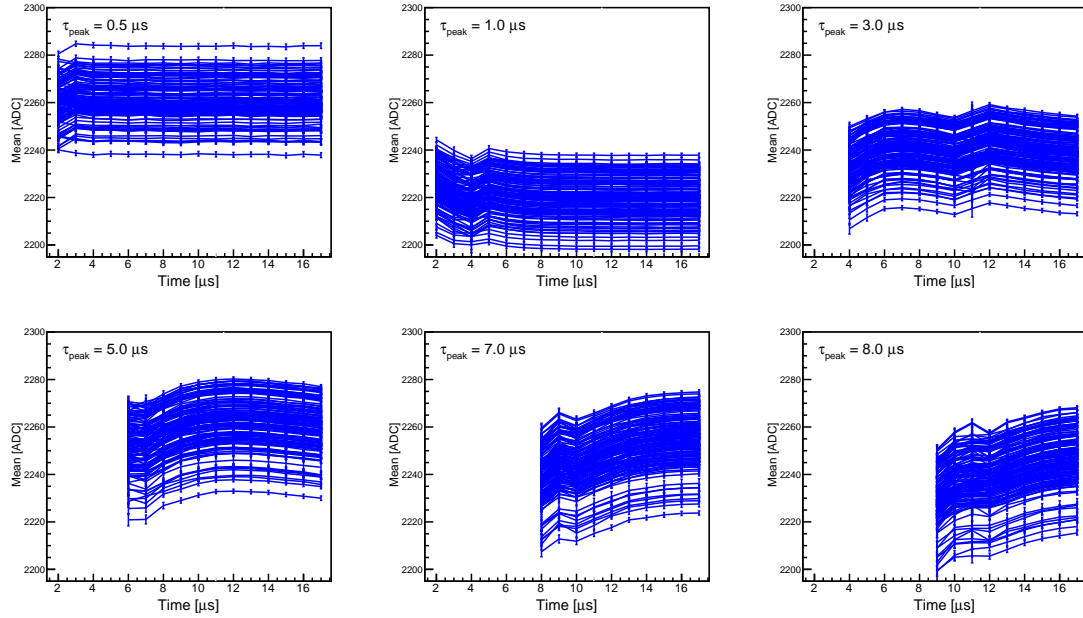 τpeak = 0.5 μs
Mean [ADC]
2300
2280
2260
2240
2220
2200
2 4 6 8 10 12 14 16
Time [μs]
τpeak = 1.0 μs
Mean [ADC]
2300
2280
2260
2240
2220
2200
2 4 6 8 10 12 14 16
Time [μs]
τpeak = 3.0 μs
Mean [ADC]
2300
2280
2260
2240
2220
2200
2 4 6 8 10 12 14 16
Time [μs]
τpeak = 5.0 μs
Mean [ADC]
2300
2280
2260
2240
2220
2200
2 4 6 8 10 12 14 16
Time [μs]
τpeak = 7.0 μs
Mean [ADC]
2300
2280
2260
2240
2220
2200
2 4 6 8 10 12 14 16
Time [μs]
τpeak = 8.0 μs
Mean [ADC]
2300
2280
2260
2240
2220
2200
2 4 6 8 10 12 14 16
Time [μs]